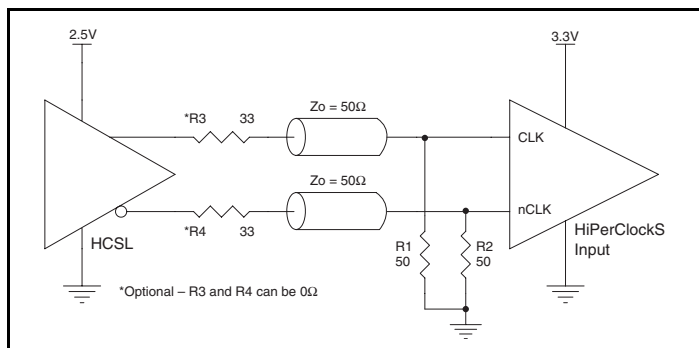 2.5V
3.3V
*R3 33
Zo = 50Ω
CLK
Zo = 50Ω
nCLK
HCSL
*R4 33
R1
50
R2
50
HiPerClockS
Input
*Optional – R3 and R4 can be 0Ω